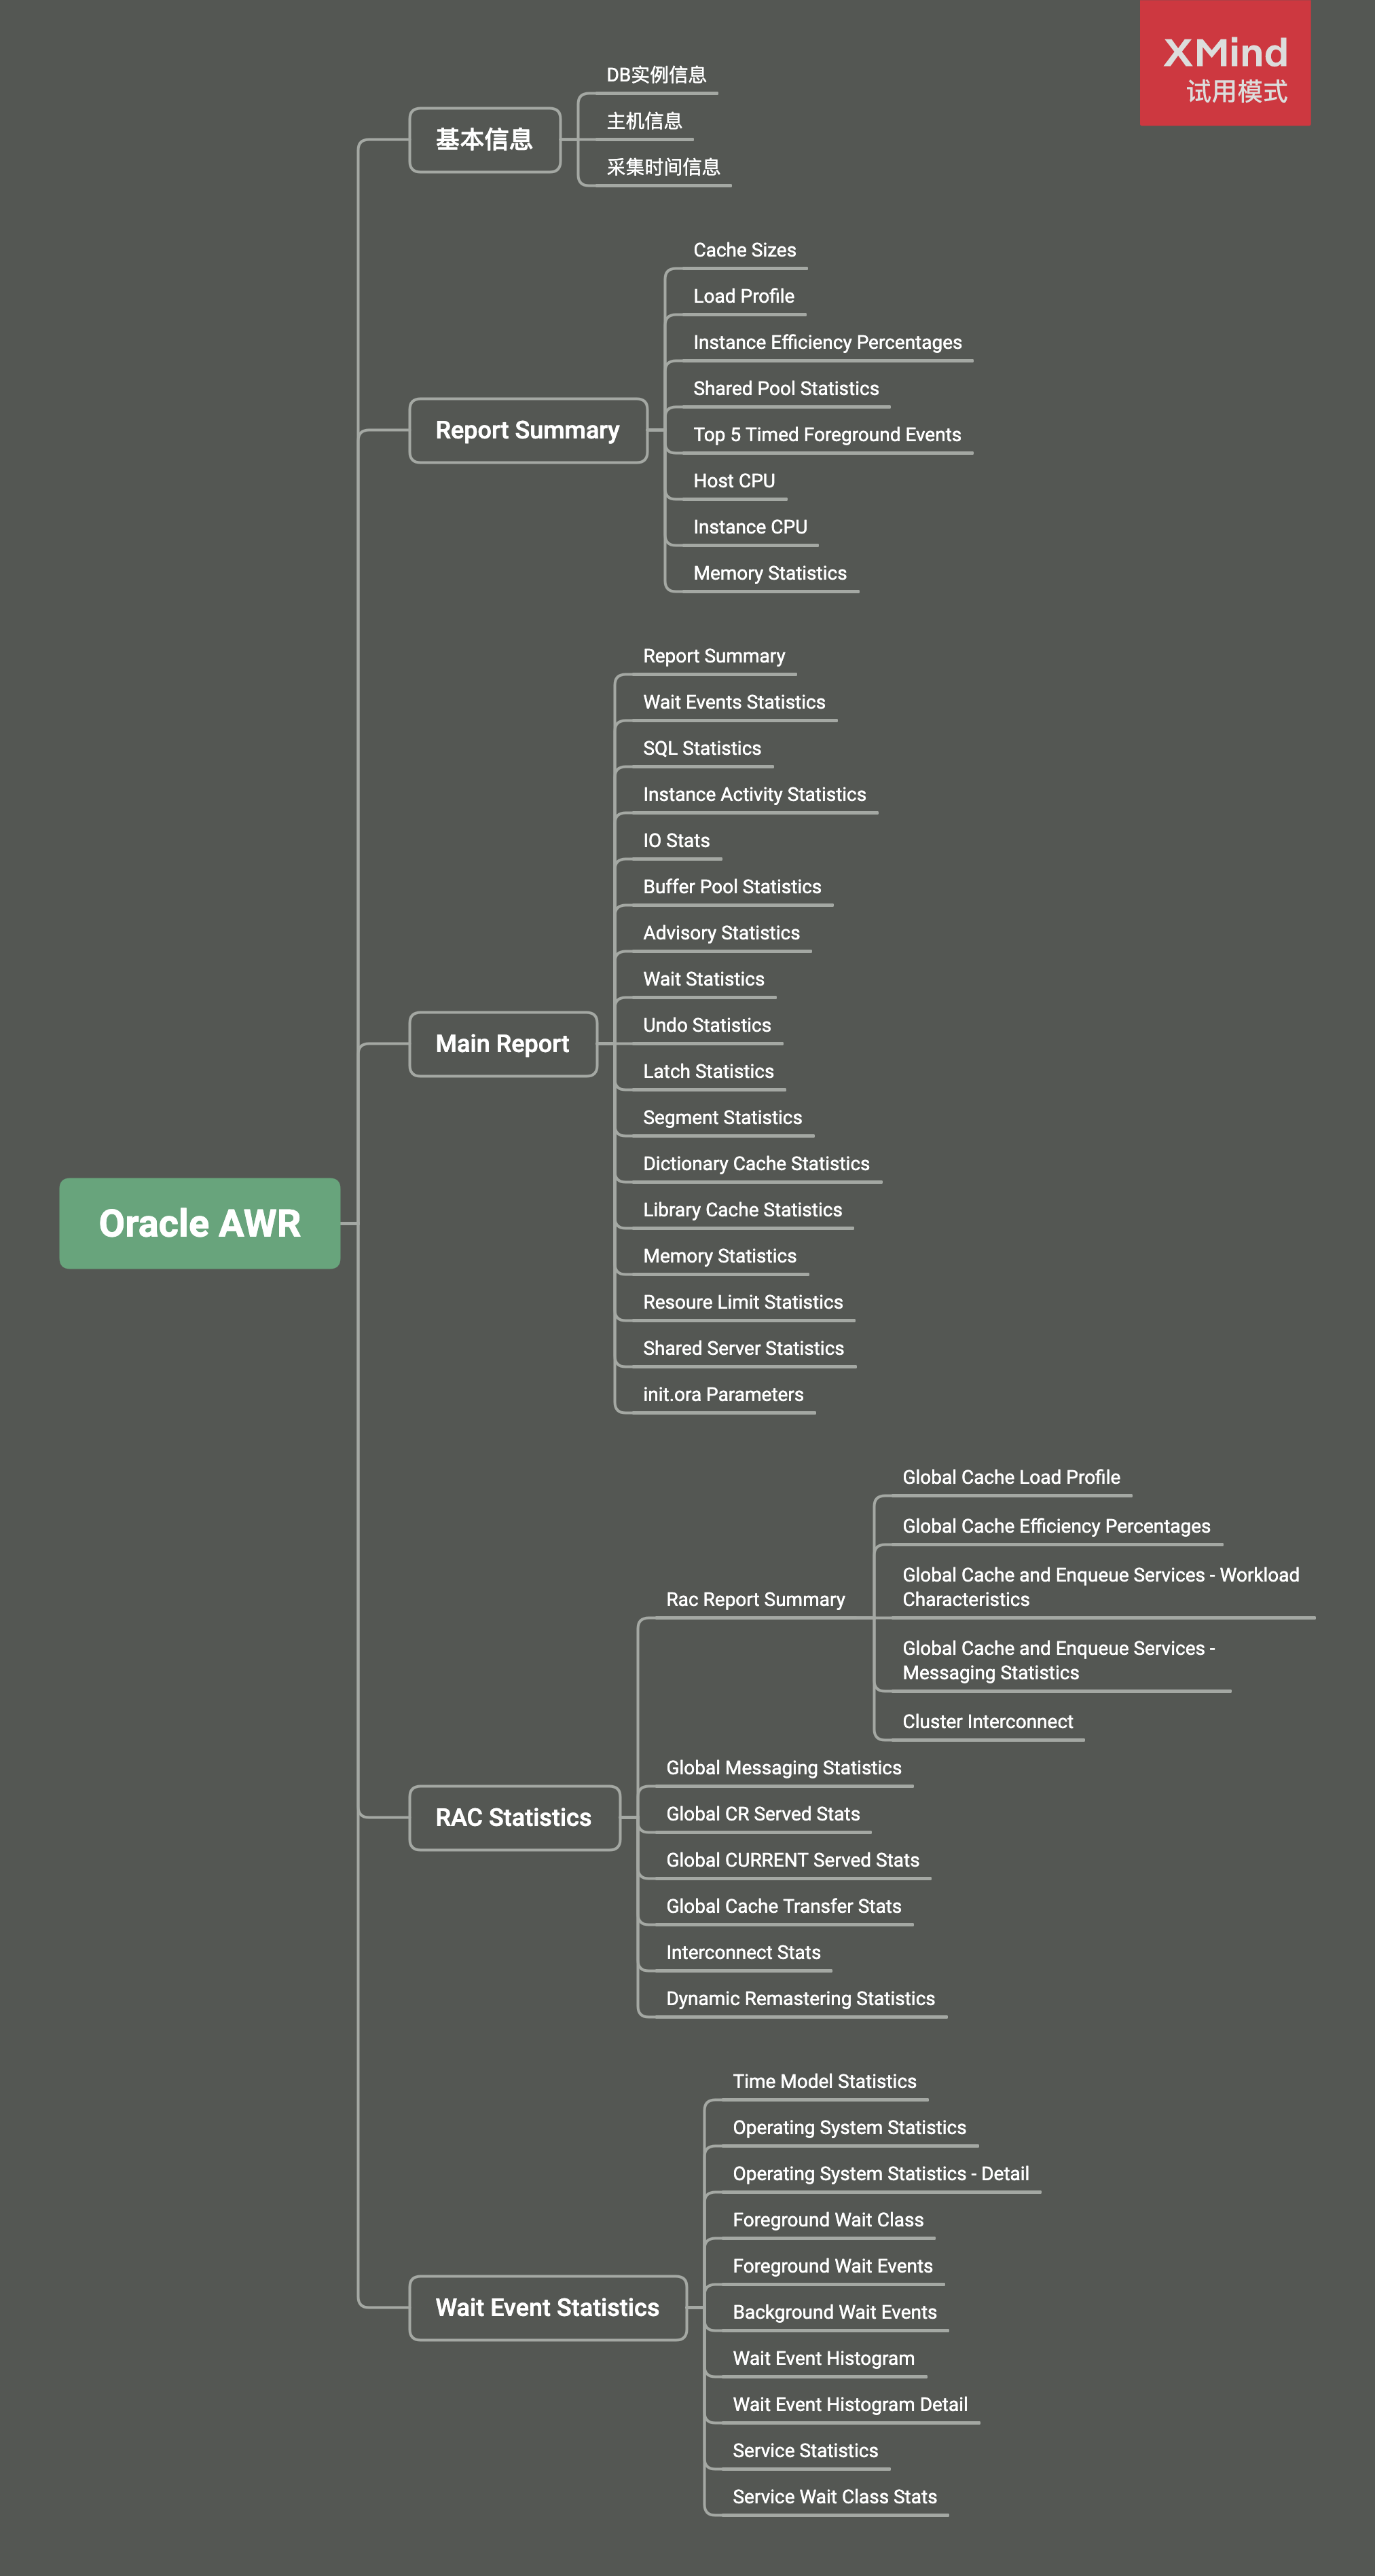 XMind
试用模式
Oracle AWR
基本信息
DB实例信息
主机信息
采集时间信息
Report Summary
Cache Sizes
Load Profile
Instance Efficiency Percentages
Shared Pool Statistics
Top 5 Timed Foreground Events
Host CPU
Instance CPU
Memory Statistics
Main Report
Report Summary
Wait Events Statistics
SQL Statistics
Instance Activity Statistics
IO Stats
Buffer Pool Statistics
Advisory Statistics
Wait Statistics
Undo Statistics
Latch Statistics
Segment Statistics
Dictionary Cache Statistics
Library Cache Statistics
Memory Statistics
Resoure Limit Statistics
Shared Server Statistics
init.ora Parameters
RAC Statistics
Rac Report Summary
Global Cache Load Profile
Global Cache Efficiency Percentages
Global Cache and Enqueue Services - Workload
Characteristics
Global Cache and Enqueue Services -
Messaging Statistics
Cluster Interconnect
Global Messaging Statistics
Global CR Served Stats
Global CURRENT Served Stats
Global Cache Transfer Stats
Interconnect Stats
Dynamic Remastering Statistics
Wait Event Statistics
Time Model Statistics
Operating System Statistics
Operating System Statistics - Detail
Foreground Wait Class
Foreground Wait Events
Background Wait Events
Wait Event Histogram
Wait Event Histogram Detail
Service Statistics
Service Wait Class Stats